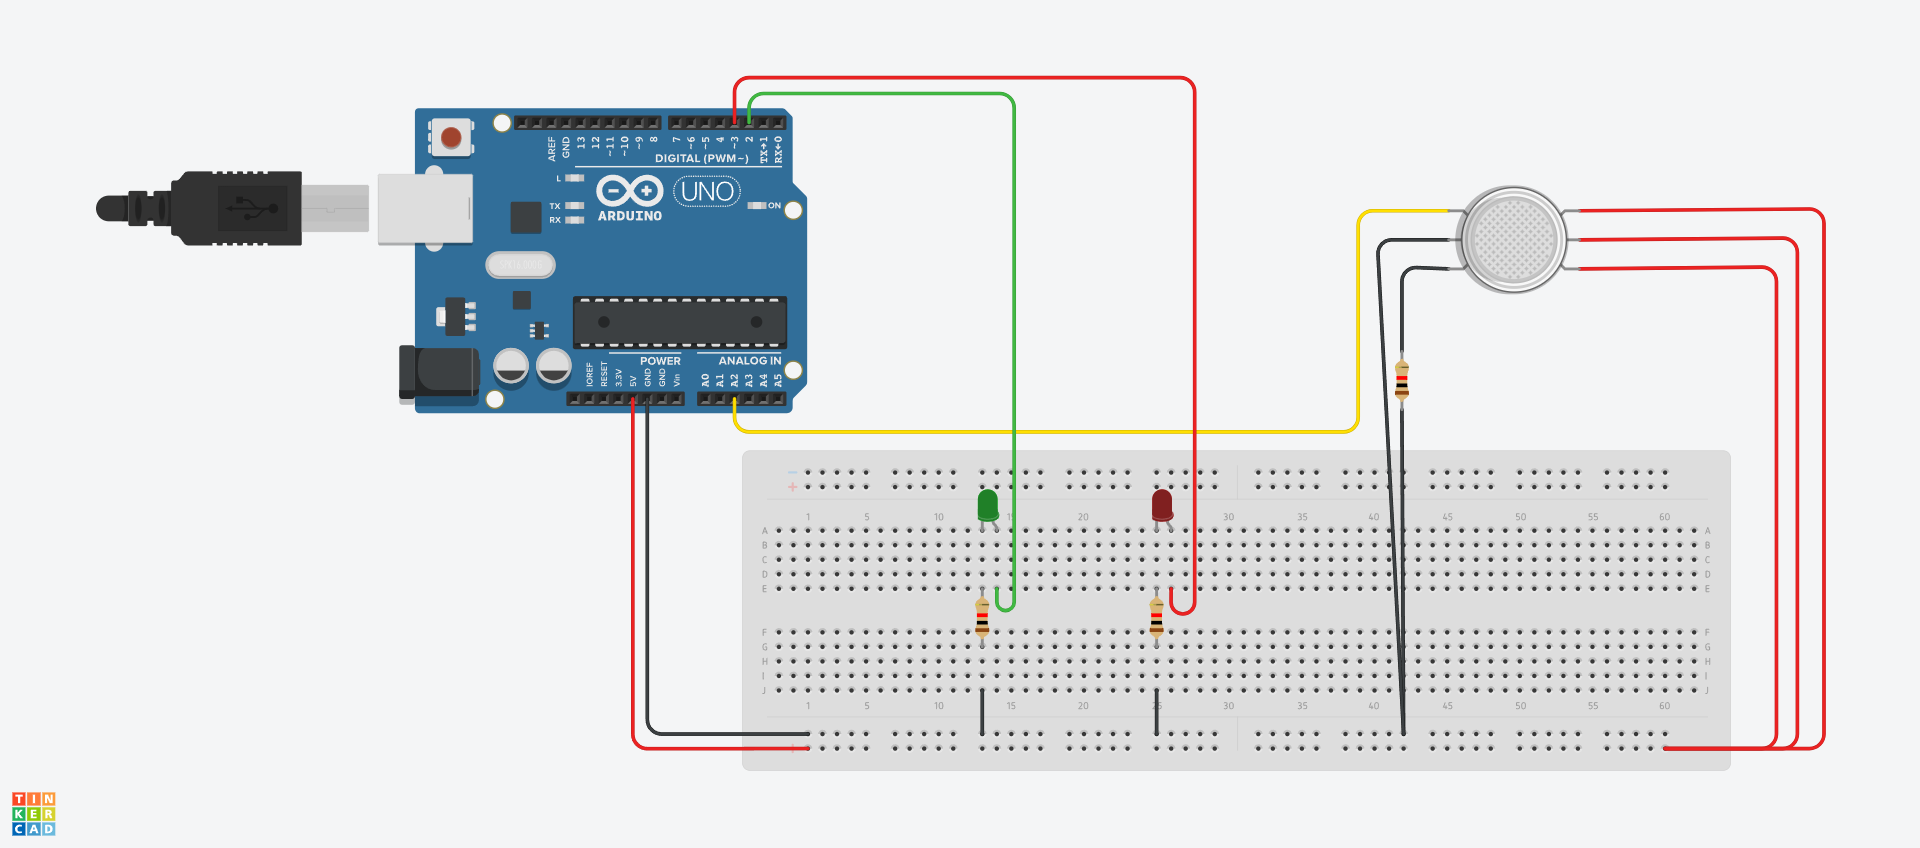 AREF
GND
13
12
~11
~10
~9
8
7
~6
~5
4
~3
2
TX→1
RX←0
DIGITAL (PWM~)
L
TX
RX
ARDUINO
UNO
ON
POWER
ANALOG IN
IOREF
RESET
3.3V
5V
GND
GND
Vin
A0
A1
A2
A3
A4
A5
1 5 10 15 20 30 35 40 45 50 55 60
A A
B B
C C
D D
E E
F F
G G
H H
I I
J J
1 5 10 15 20 25 30 35 40 45 50 55 60
TIN
KER
CAD